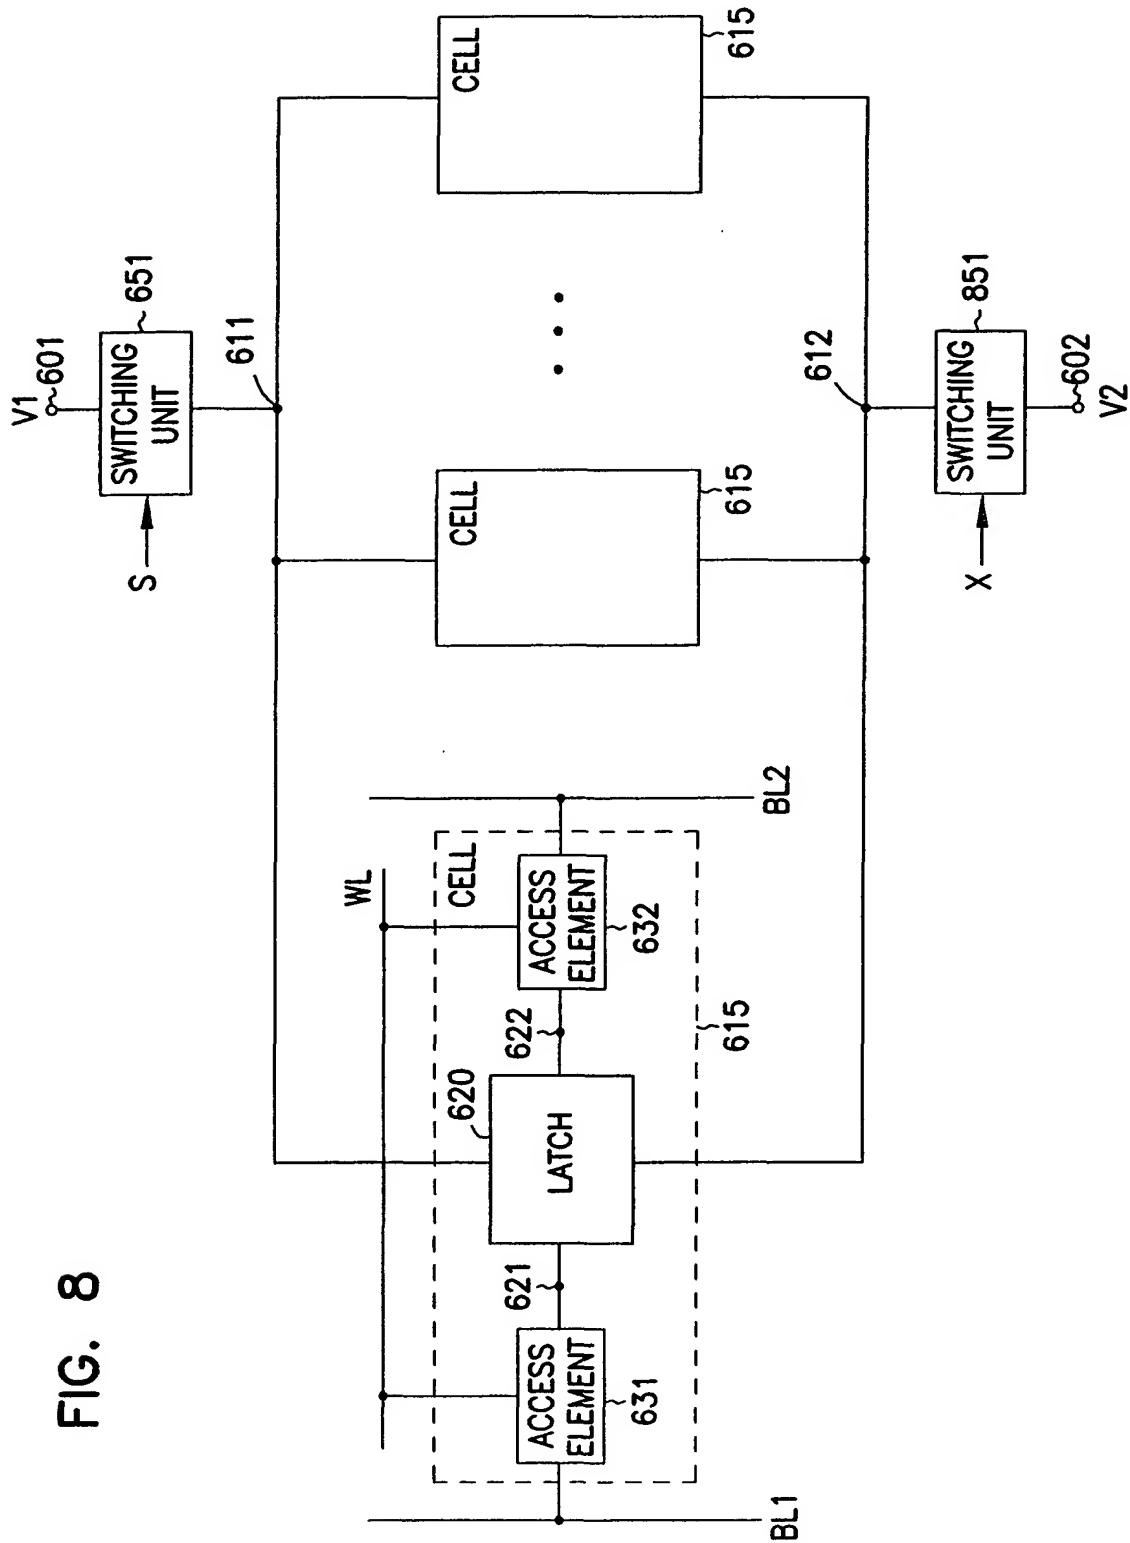 FIG. 8
V1
601
SWITCHING
UNIT
651
S
611
WL
CELL
CELL
CELL
620
LATCH
621
622
ACCESS
ELEMENT
631
ACCESS
ELEMENT
632
615
615
615
BL1
BL2
612
SWITCHING
UNIT
851
X
602
V2